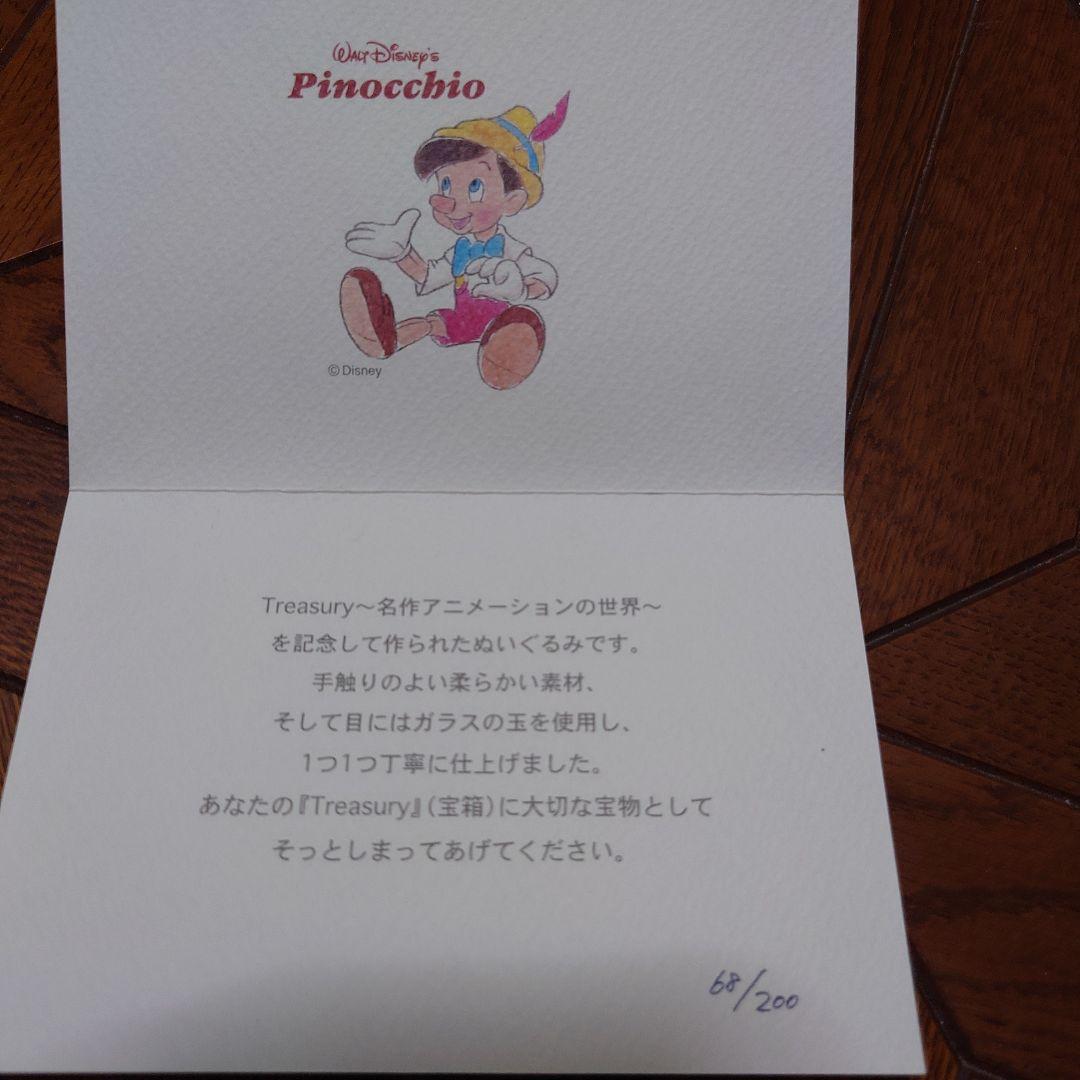 WALT DISNEY'S
Pinocchio
©Disney
Treasury～名作アニメーションの世界～
を記念して作られたぬいぐるみです。
手触りのよい柔らかい素材、
そして目にはガラスの玉を使用し、
1つ1つ丁寧に仕上げました。
あなたの『Treasury』（宝箱）に大切な宝物として
そっとしまってあげてください。
68/200